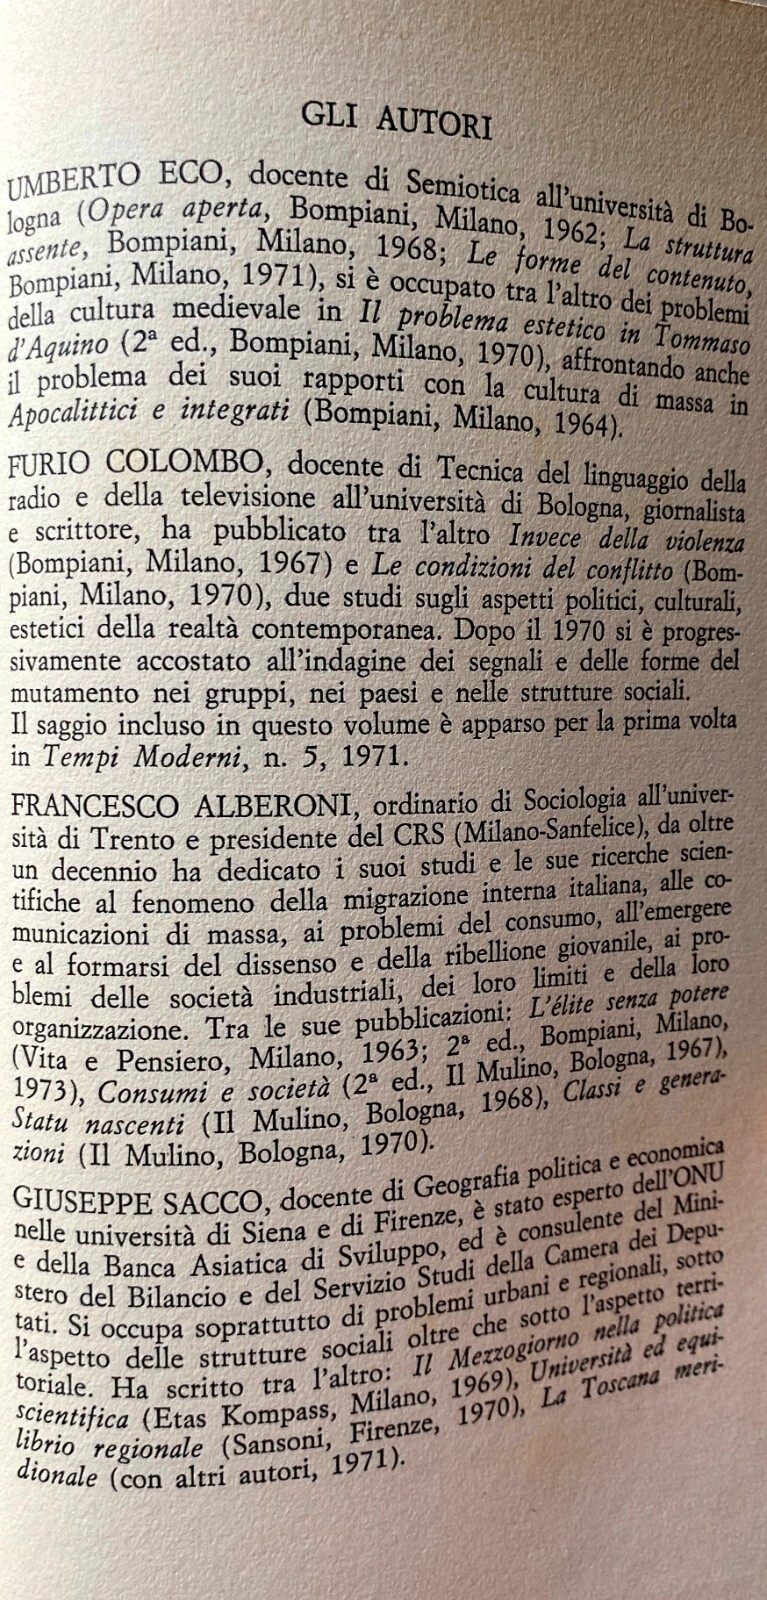 GLI AUTORI
UMBERTO ECO, docente di Semiotica all'università di Bo-
logna (Opera aperta, Bompiani, Milano, 1962; La struttura
assente, Bompiani, Milano, 1968; Le forme del contenuto,
Bompiani, Milano, 1971), si è occupato tra l'altro dei problemi
della cultura medievale in Il problema estetico in Tommaso
d'Aquino (2ª ed., Bompiani, Milano, 1970), affrontando anche
il problema dei suoi rapporti con la cultura di massa in
Apocalittici e integrati (Bompiani, Milano, 1964).
FURIO COLOMBO, docente di Tecnica del linguaggio della
radio e della televisione all'università di Bologna, giornalista
e scrittore, ha pubblicato tra l'altro Invece della violenza
(Bompiani, Milano, 1967) e Le condizioni del conflitto (Bom-
piani, Milano, 1970), due studi sugli aspetti politici, culturali,
estetici della realtà contemporanea. Dopo il 1970 si è progres-
sivamente accostato all'indagine dei segnali e delle forme del
mutamento nei gruppi, nei paesi e nelle strutture sociali.
Il saggio incluso in questo volume è apparso per la prima volta
in Tempi Moderni, n. 5, 1971.
FRANCESCO ALBERONI, ordinario di Sociologia all'univer-
sità di Trento e presidente del CRS (Milano-Sanfelice), da oltre
un decennio ha dedicato i suoi studi e le sue ricerche scien-
tifiche al fenomeno della migrazione interna italiana, alle co-
municazioni di massa, ai problemi del consumo, all'emergere
e al formarsi del dissenso e della ribellione giovanile, ai pro-
blemi delle società industriali, dei loro limiti e della loro
organizzazione. Tra le sue pubblicazioni: L'élite senza potere
(Vita e Pensiero, Milano, 1963; 2ª ed., Bompiani, Milano,
1973), Consumi e società (2ª ed., Il Mulino, Bologna, 1967),
Statu nascenti (Il Mulino, Bologna, 1968), Classi e genera-
zioni (Il Mulino, Bologna, 1970).
GIUSEPPE SACCO, docente di Geografia politica e economica
nelle università di Siena e di Firenze, è stato esperto dell'ONU
e della Banca Asiatica di Sviluppo, ed è consulente del Mini-
stero del Bilancio e del Servizio Studi della Camera dei Depu-
tati. Si occupa soprattutto di problemi urbani e regionali, sotto
l'aspetto delle strutture sociali oltre che sotto l'aspetto terri-
toriale. Ha scritto tra l'altro: Il Mezzogiorno nella politica
scientifica (Etas Kompass, Milano, 1969), Università ed equi-
librio regionale (Sansoni, Firenze, 1970), La Toscana meri-
dionale (con altri autori, 1971).